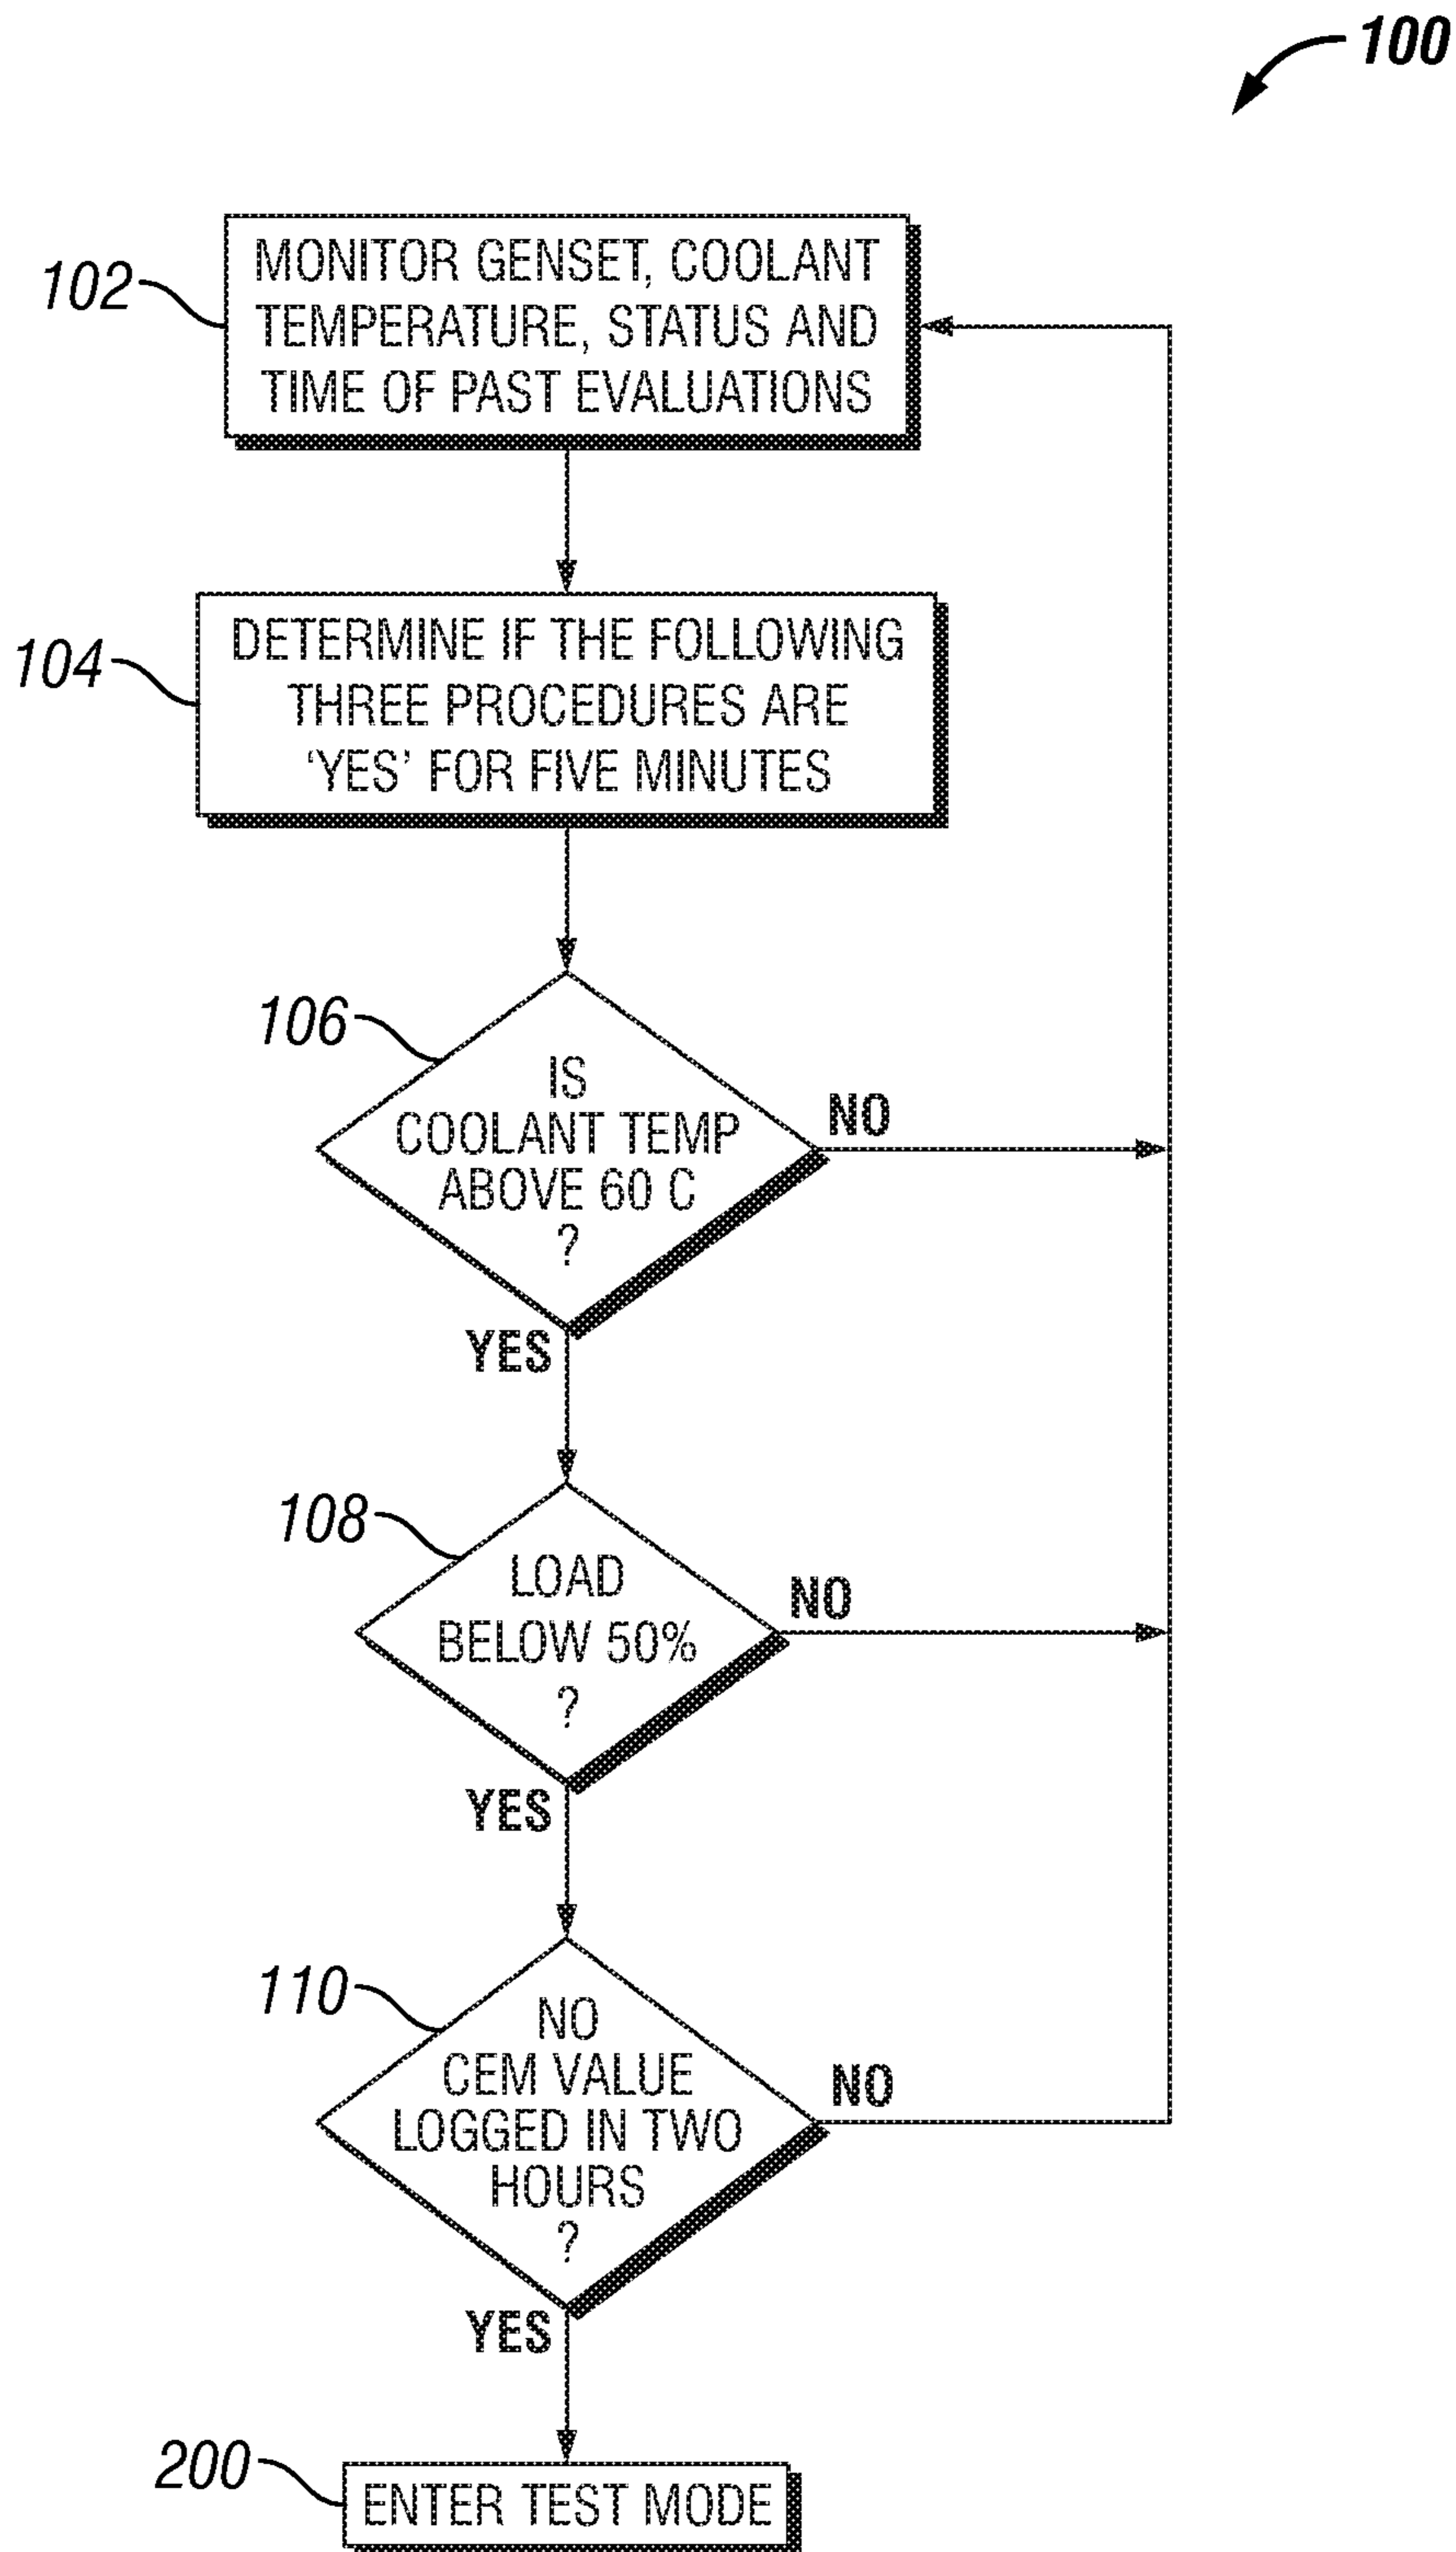 100
102
MONITOR GENSET, COOLANT
TEMPERATURE, STATUS AND
TIME OF PAST EVALUATIONS
104
DETERMINE IF THE FOLLOWING
THREE PROCEDURES ARE
‘YES’ FOR FIVE MINUTES
106
IS
COOLANT TEMP
ABOVE 60 C
?
NO
YES
108
LOAD
BELOW 50%
?
NO
YES
110
NO
CEM VALUE
LOGGED IN TWO
HOURS
?
NO
YES
200
ENTER TEST MODE